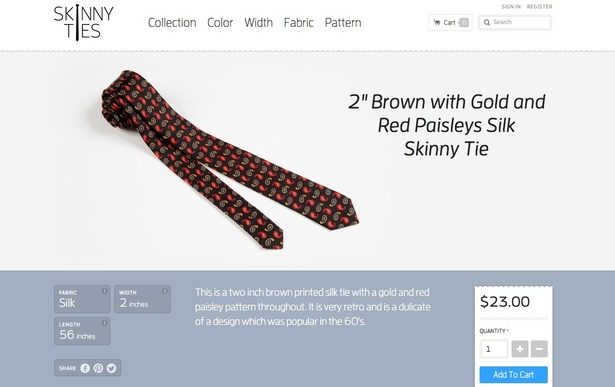 SIGN IN REGISTER
SKINNY
TIES
Collection Color Width Fabric Pattern
Cart 0
Search
2" Brown with Gold and
Red Paisleys Silk
Skinny Tie
FABRIC
Silk
WIDTH
2 inches
LENGTH
56 inches
SHARE
This is a two inch brown printed silk tie with a gold and red
paisley pattern throughout. It is very retro and is a dulicate
of a design which was popular in the 60's.
$23.00
QUANTITY *
1
+ −
Add To Cart